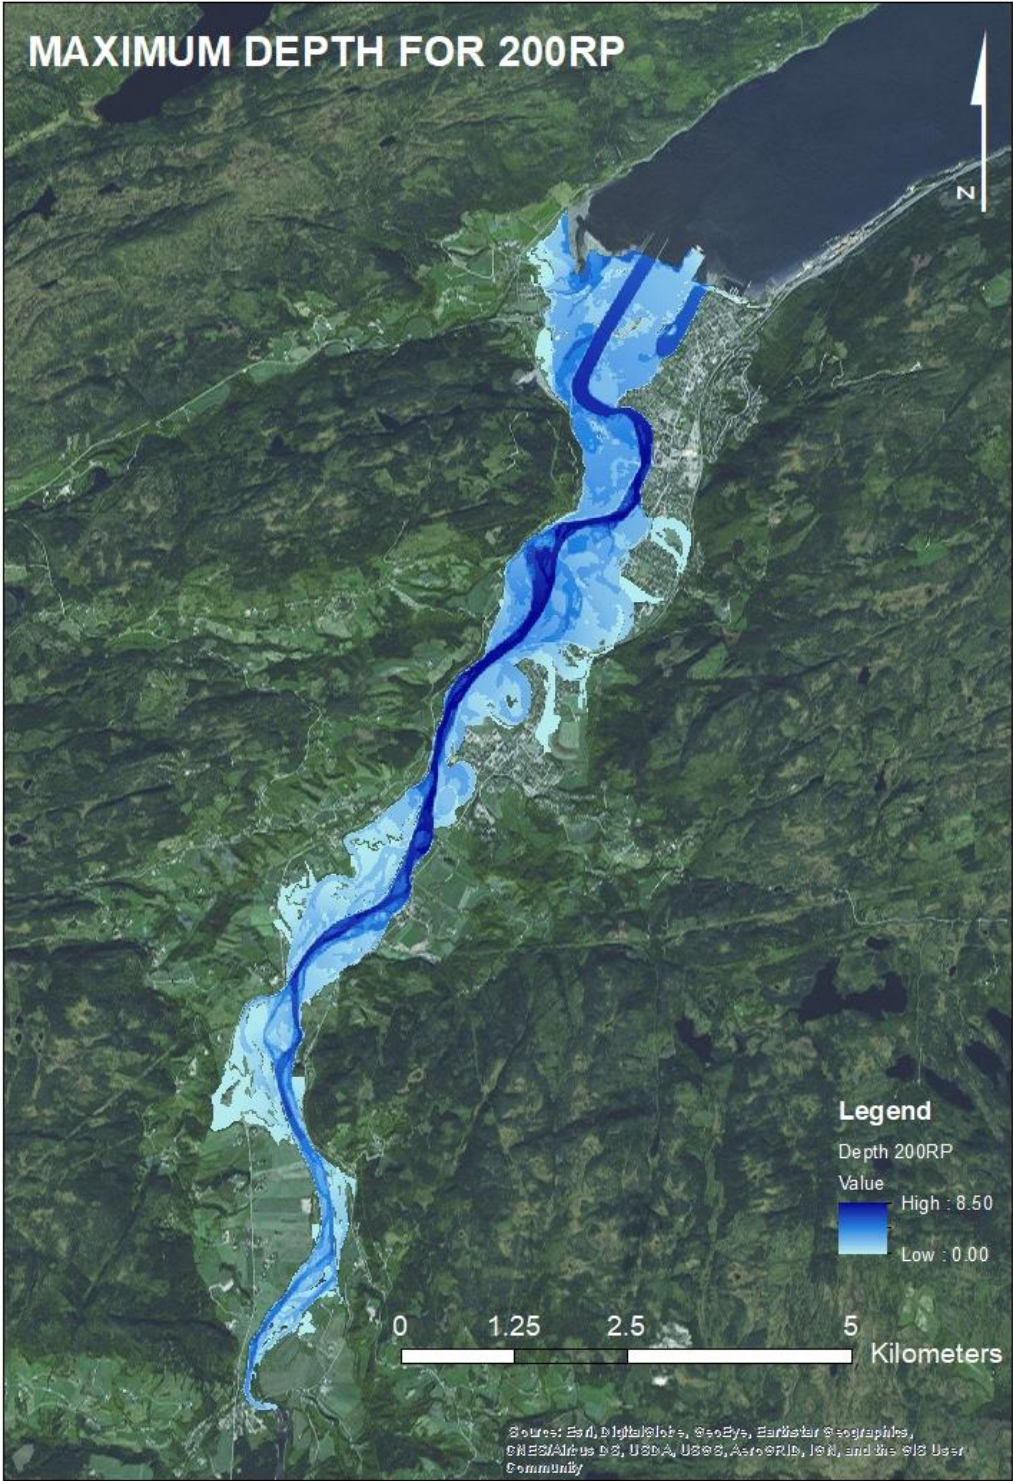 MAXIMUM DEPTH FOR 200RP
N
Legend
Depth 200RP
Value
High : 8.50
Low : 0.00
0 1.25 2.5 5
Kilometers
Source: Esri, DigitalGlobe, GeoEye, Earthstar Geographics,
CNES/Airbus DS, USDA, USGS, AeroGRID, IGN, and the GIS User
Community